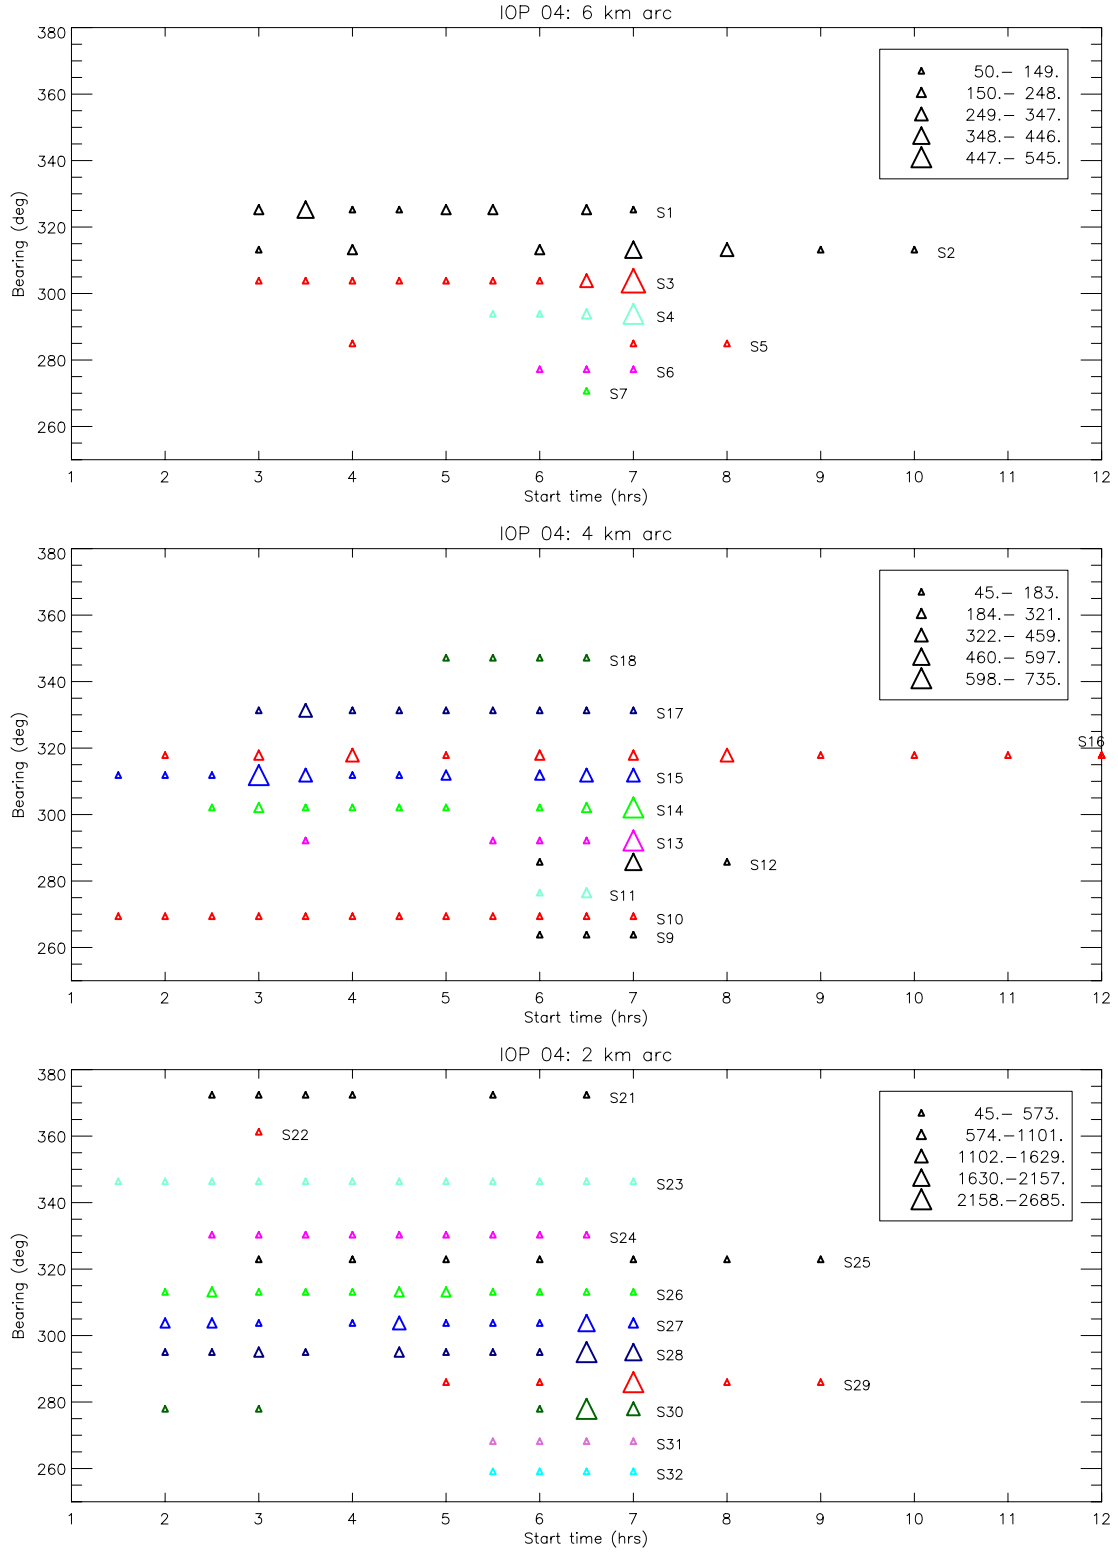 IOP 04: 6 km arc
380
50.– 149.
360
150.– 248.
249.– 347.
348.– 446.
340
447.– 545.
320
S1
S2
Bearing (deg)
300
S3
S4
S5
280
S6
S7
260
1 2 3 4 5 6 7 8 9 10 11 12
Start time (hrs)
IOP 04: 4 km arc
380
45.– 183.
360
184.– 321.
322.– 459.
460.– 597.
S18
340
598.– 735.
S17
320
S16
Bearing (deg)
S15
300
S14
S13
S12
280
S11
S10
260
S9
1 2 3 4 5 6 7 8 9 10 11 12
Start time (hrs)
IOP 04: 2 km arc
380
S21
45.– 573.
360
S22
574.–1101.
1102.–1629.
S23
1630.–2157.
340
2158.–2685.
S24
320
S25
Bearing (deg)
S26
S27
300
S28
S29
280
S30
S31
260
S32
1 2 3 4 5 6 7 8 9 10 11 12
Start time (hrs)